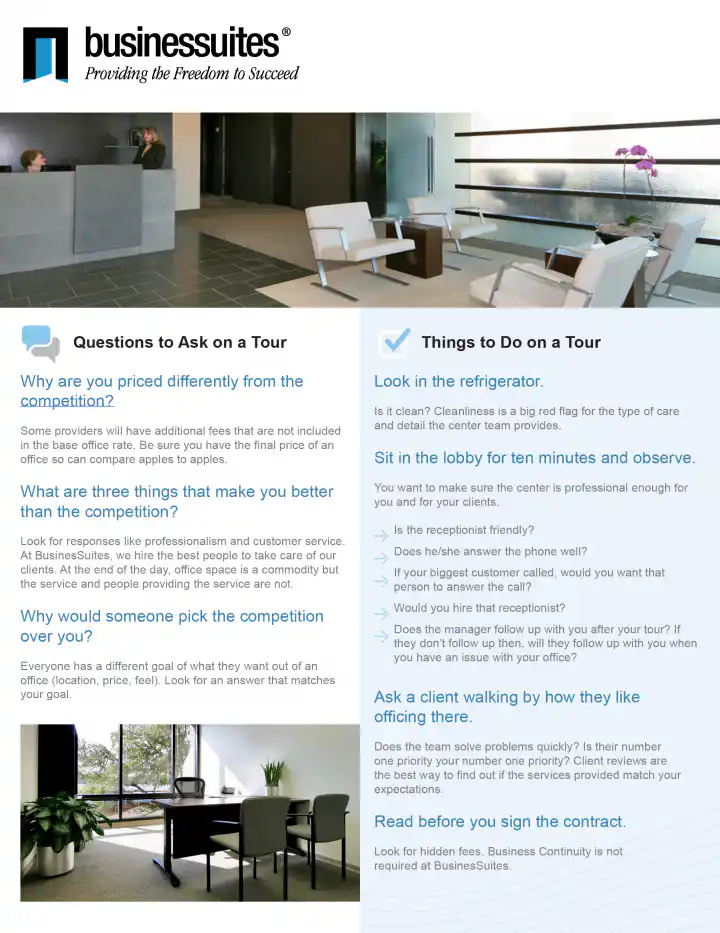 businessuites®
Providing the Freedom to Succeed
Questions to Ask on a Tour
Why are you priced differently from the
competition?
Some providers will have additional fees that are not included
in the base office rate. Be sure you have the final price of an
office so can compare apples to apples.
What are three things that make you better
than the competition?
Look for responses like professionalism and customer service.
At BusinesSuites, we hire the best people to take care of our
clients. At the end of the day, office space is a commodity but
the service and people providing the service are not.
Why would someone pick the competition
over you?
Everyone has a different goal of what they want out of an
office (location, price, feel). Look for an answer that matches
your goal.
Things to Do on a Tour
Look in the refrigerator.
Is it clean? Cleanliness is a big red flag for the type of care
and detail the center team provides.
Sit in the lobby for ten minutes and observe.
You want to make sure the center is professional enough for
you and for your clients.
Is the receptionist friendly?
Does he/she answer the phone well?
If your biggest customer called, would you want that
person to answer the call?
Would you hire that receptionist?
Does the manager follow up with you after your tour? If
they don't follow up then, will they follow up with you when
you have an issue with your office?
Ask a client walking by how they like
officing there.
Does the team solve problems quickly? Is their number
one priority your number one priority? Client reviews are
the best way to find out if the services provided match your
expectations.
Read before you sign the contract.
Look for hidden fees. Business Continuity is not
required at BusinesSuites.